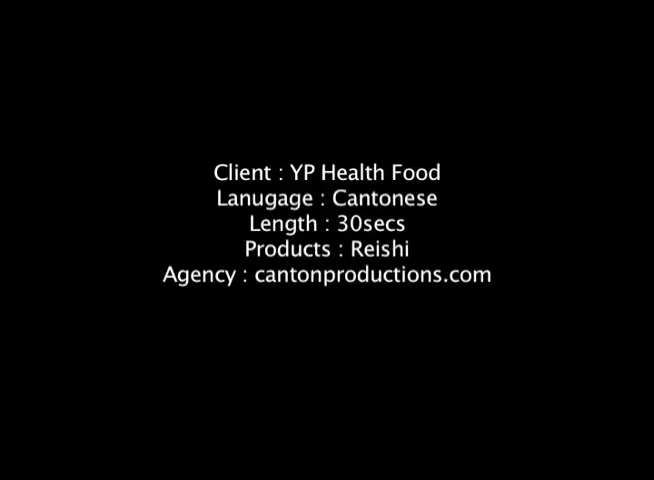 Client : YP Health Food
Lanugage : Cantonese
Length : 30secs
Products : Reishi
Agency : cantonproductions.com